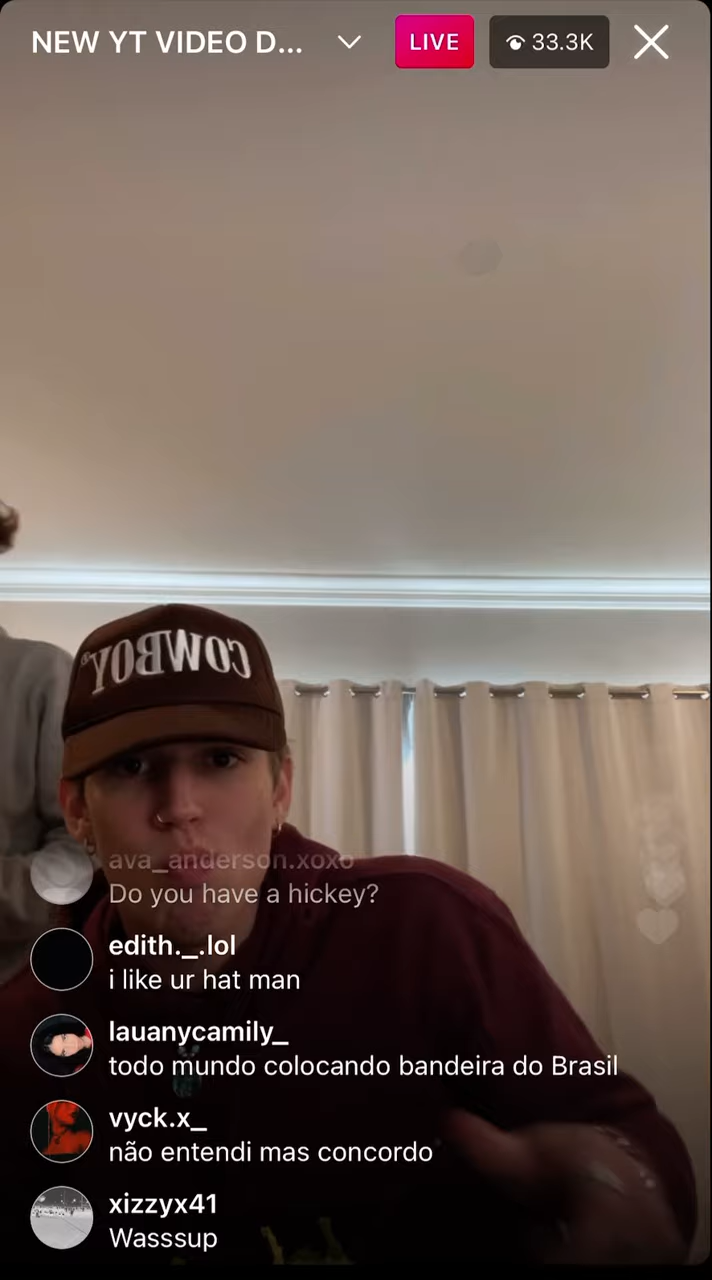 NEW YT VIDEO D...
LIVE
33.3K
COWBOY
ava_anderson.xoxo
Do you have a hickey?
edith._.lol
i like ur hat man
lauanycamily_
todo mundo colocando bandeira do Brasil
vyck.x_
não entendi mas concordo
xizzyx41
Wasssup